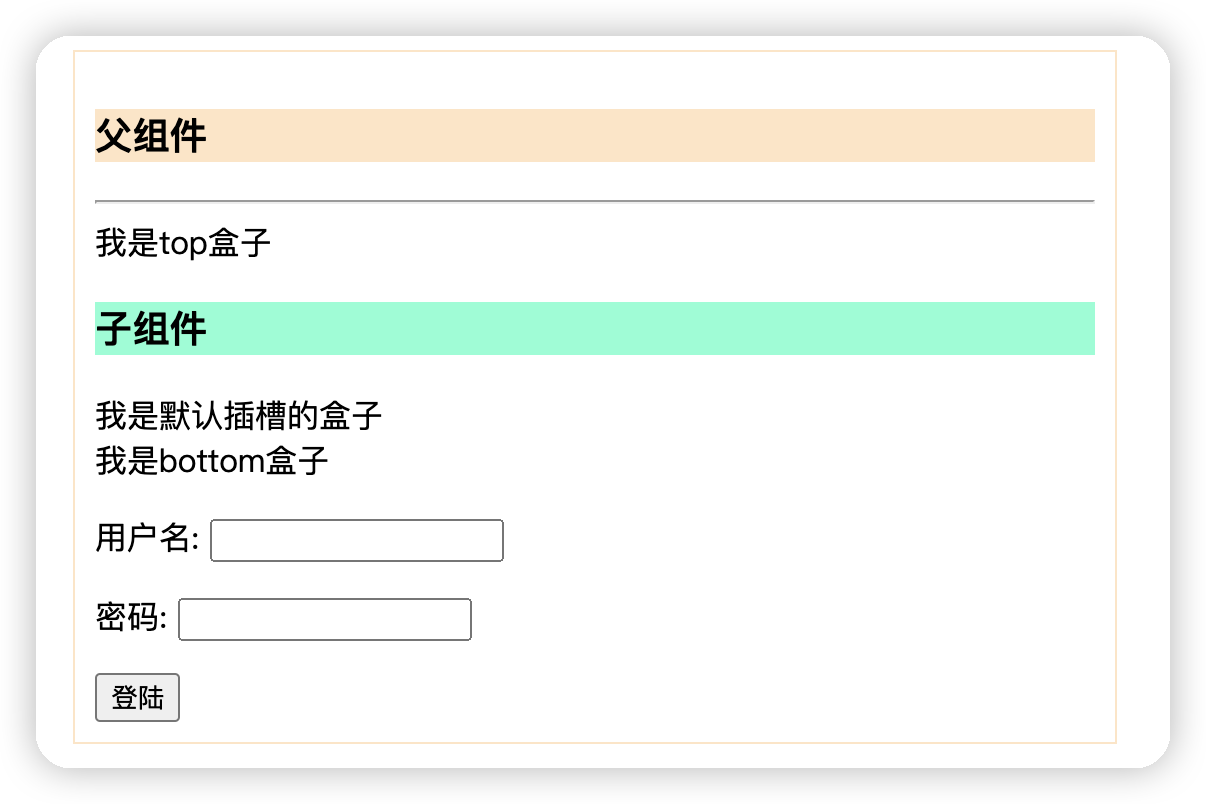 父组件
我是top盒子
子组件
我是默认插槽的盒子
我是bottom盒子
用户名:
密码:
登陆